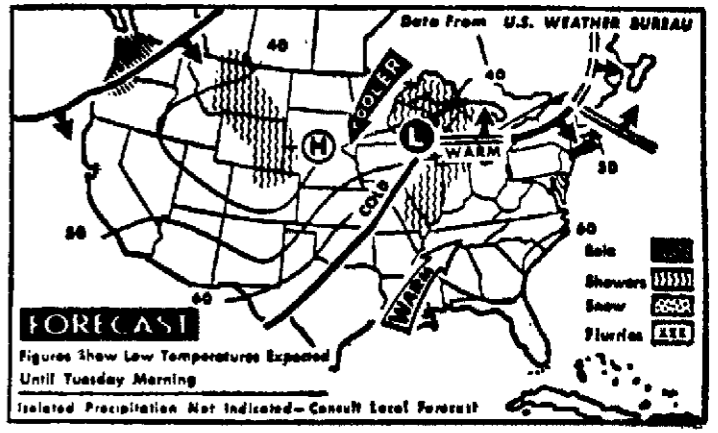 Data From U.S. WEATHER BUREAU
40
COOLER
40
H
L
WARM
30
COLD
50
60
60
WARM
Rain
Showers
Snow
Flurries
FORECAST
Figures Show Low Temperatures Expected
Until Tuesday Morning
Isolated Precipitation Not Indicated—Consult Local Forecast